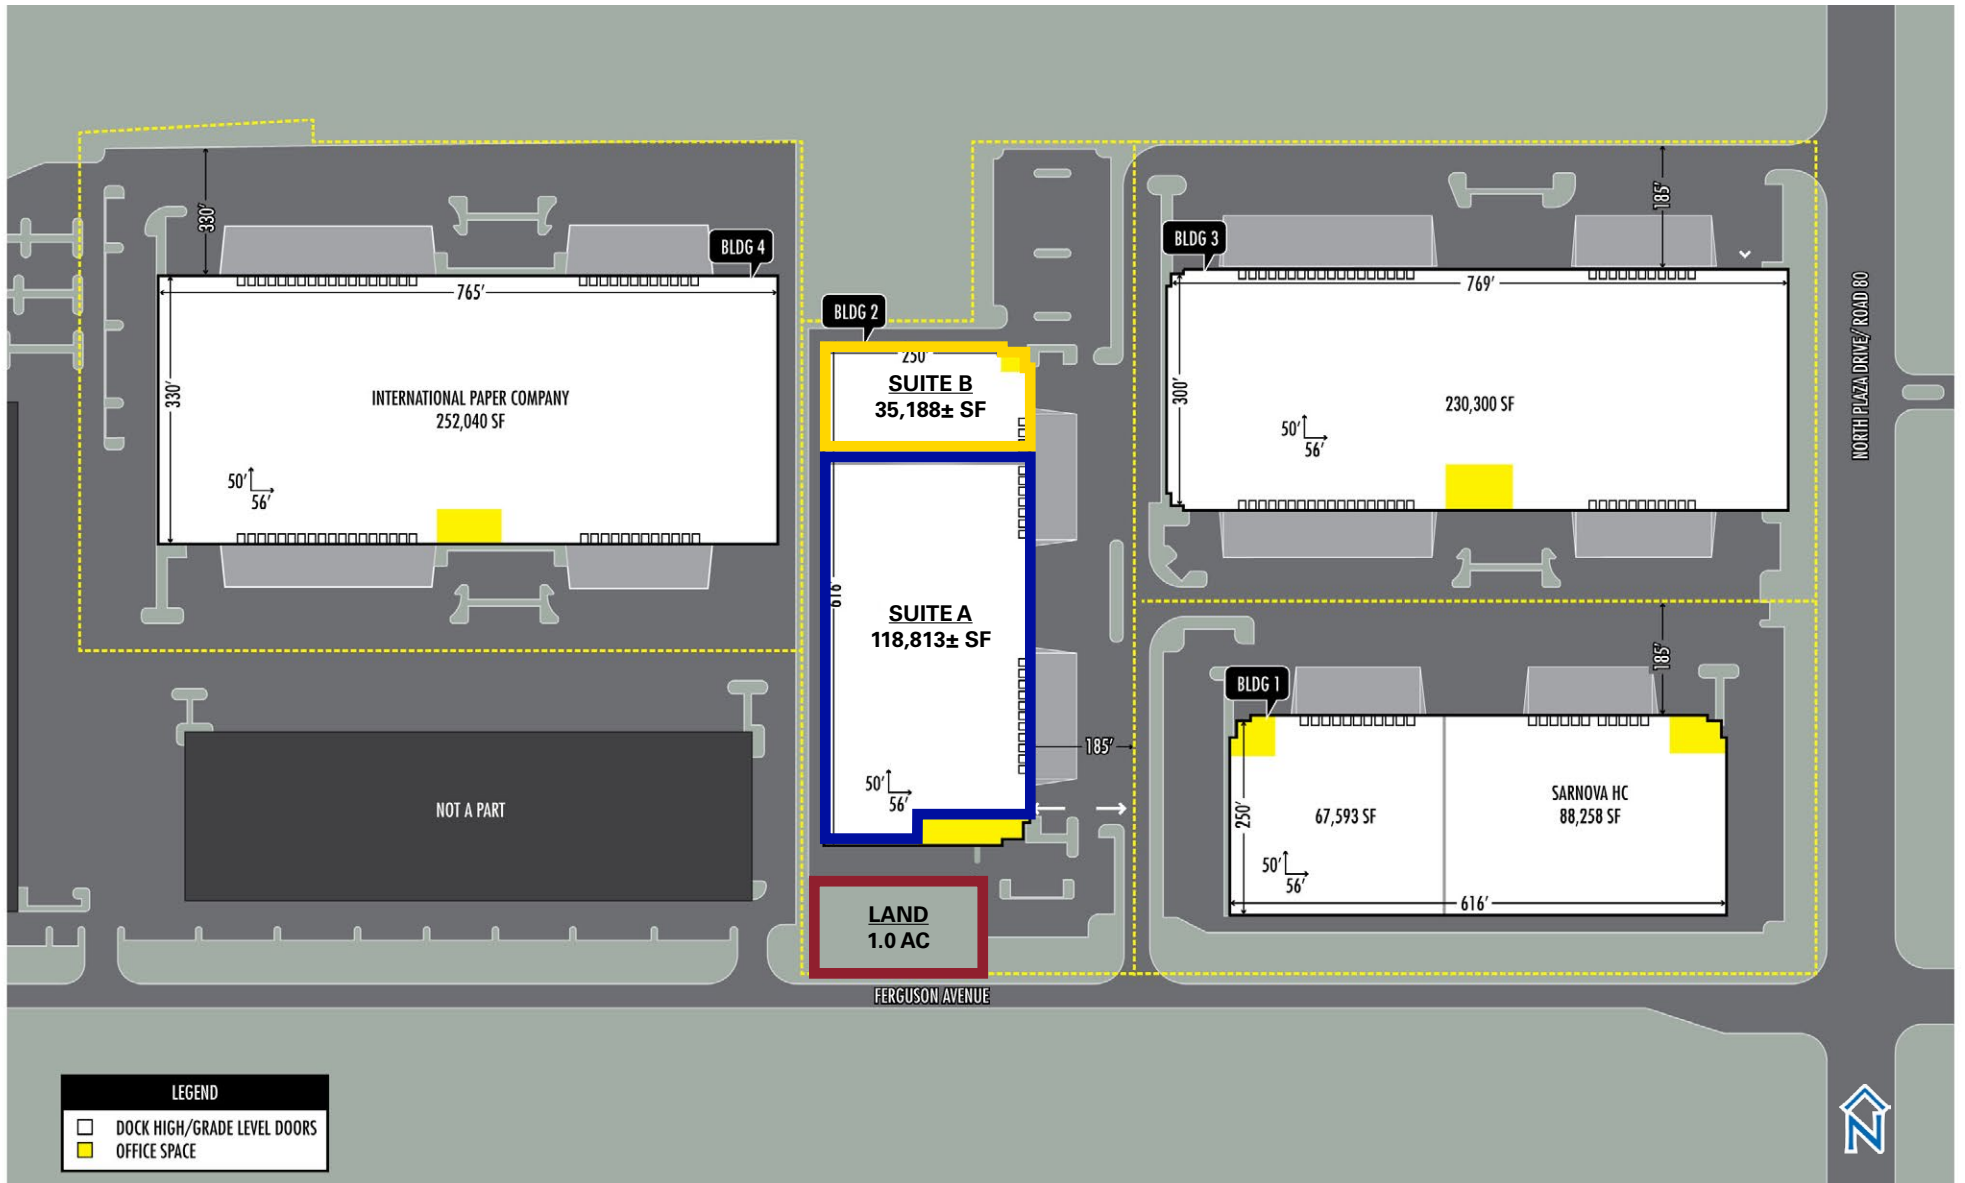 330'
BLDG 4
765'
330'
INTERNATIONAL PAPER COMPANY
252,040 SF
50'
56'
BLDG 2
250'
SUITE B
35,188± SF
616'
SUITE A
118,813± SF
50'
56'
185'
LAND
1.0 AC
BLDG 3
185'
769'
300'
230,300 SF
50'
56'
NORTH PLAZA DRIVE/ ROAD 80
185'
BLDG 1
250'
67,593 SF
SARNOVA HC
88,258 SF
50'
56'
616'
NOT A PART
FERGUSON AVENUE
LEGEND
DOCK HIGH/GRADE LEVEL DOORS
OFFICE SPACE
N